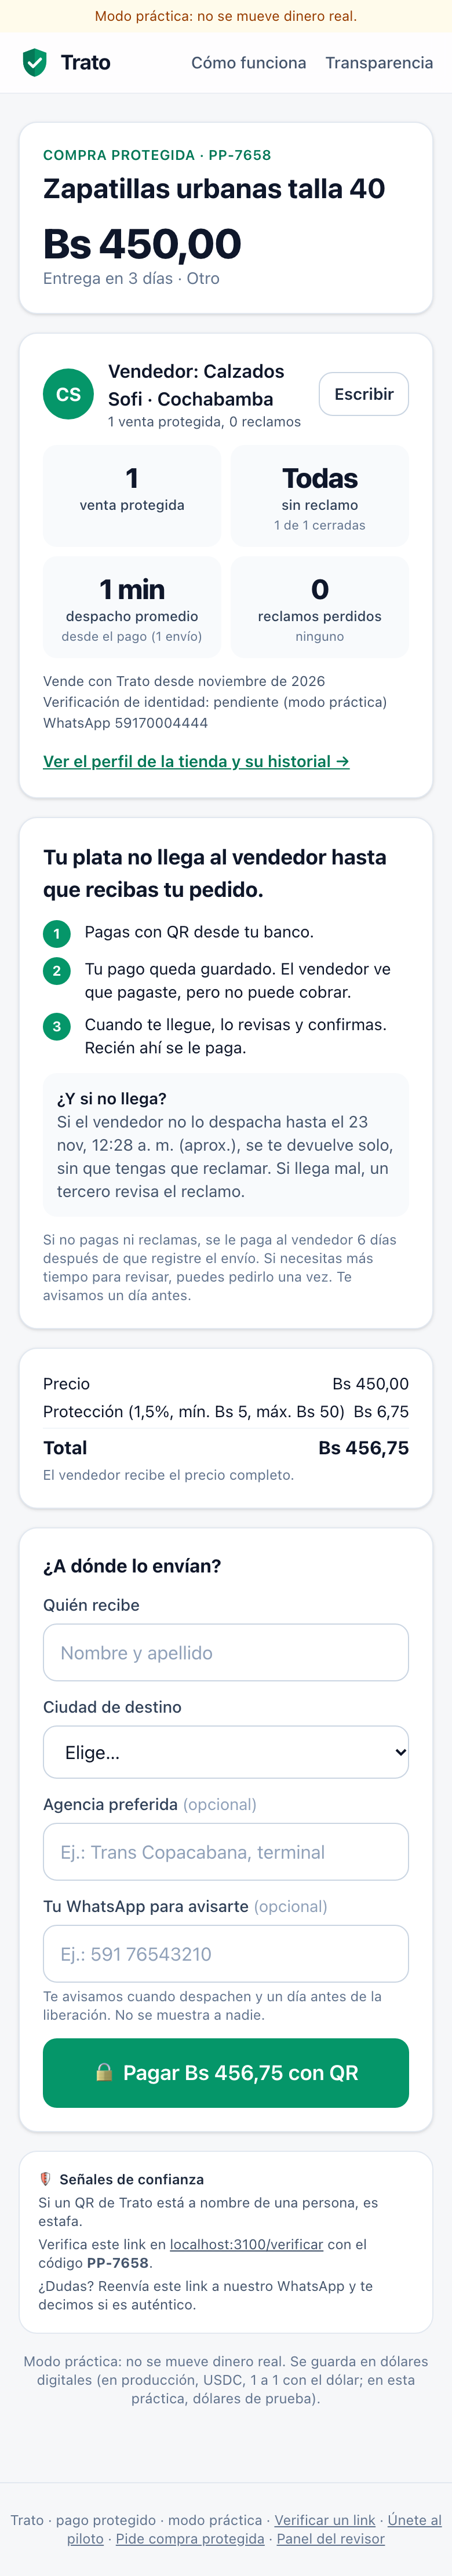 Modo práctica: no se mueve dinero real.
Trato
Cómo funciona
Transparencia
COMPRA PROTEGIDA · PP-7658
Zapatillas urbanas talla 40
Bs 450,00
Entrega en 3 días · Otro
CS
Vendedor: Calzados
Sofi · Cochabamba
1 venta protegida, 0 reclamos
Escribir
1
venta protegida
Todas
sin reclamo
1 de 1 cerradas
1 min
despacho promedio
desde el pago (1 envío)
0
reclamos perdidos
ninguno
Vende con Trato desde noviembre de 2026
Verificación de identidad: pendiente (modo práctica)
WhatsApp 59170004444
Ver el perfil de la tienda y su historial →
Tu plata no llega al vendedor hasta
que recibas tu pedido.
1 Pagas con QR desde tu banco.
2 Tu pago queda guardado. El vendedor ve
que pagaste, pero no puede cobrar.
3 Cuando te llegue, lo revisas y confirmas.
Recién ahí se le paga.
¿Y si no llega?
Si el vendedor no lo despacha hasta el 23
nov, 12:28 a. m. (aprox.), se te devuelve solo,
sin que tengas que reclamar. Si llega mal, un
tercero revisa el reclamo.
Si no pagas ni reclamas, se le paga al vendedor 6 días
después de que registre el envío. Si necesitas más
tiempo para revisar, puedes pedirlo una vez. Te
avisamos un día antes.
Precio Bs 450,00
Protección (1,5%, mín. Bs 5, máx. Bs 50) Bs 6,75
Total Bs 456,75
El vendedor recibe el precio completo.
¿A dónde lo envían?
Quién recibe
Nombre y apellido
Ciudad de destino
Elige...
Agencia preferida (opcional)
Ej.: Trans Copacabana, terminal
Tu WhatsApp para avisarte (opcional)
Ej.: 591 76543210
Te avisamos cuando despachen y un día antes de la
liberación. No se muestra a nadie.
Pagar Bs 456,75 con QR
Señales de confianza
Si un QR de Trato está a nombre de una persona, es
estafa.
Verifica este link en localhost:3100/verificar con el
código PP-7658.
¿Dudas? Reenvía este link a nuestro WhatsApp y te
decimos si es auténtico.
Modo práctica: no se mueve dinero real. Se guarda en dólares
digitales (en producción, USDC, 1 a 1 con el dólar; en esta
práctica, dólares de prueba).
Trato · pago protegido · modo práctica · Verificar un link · Únete al
piloto · Pide compra protegida · Panel del revisor